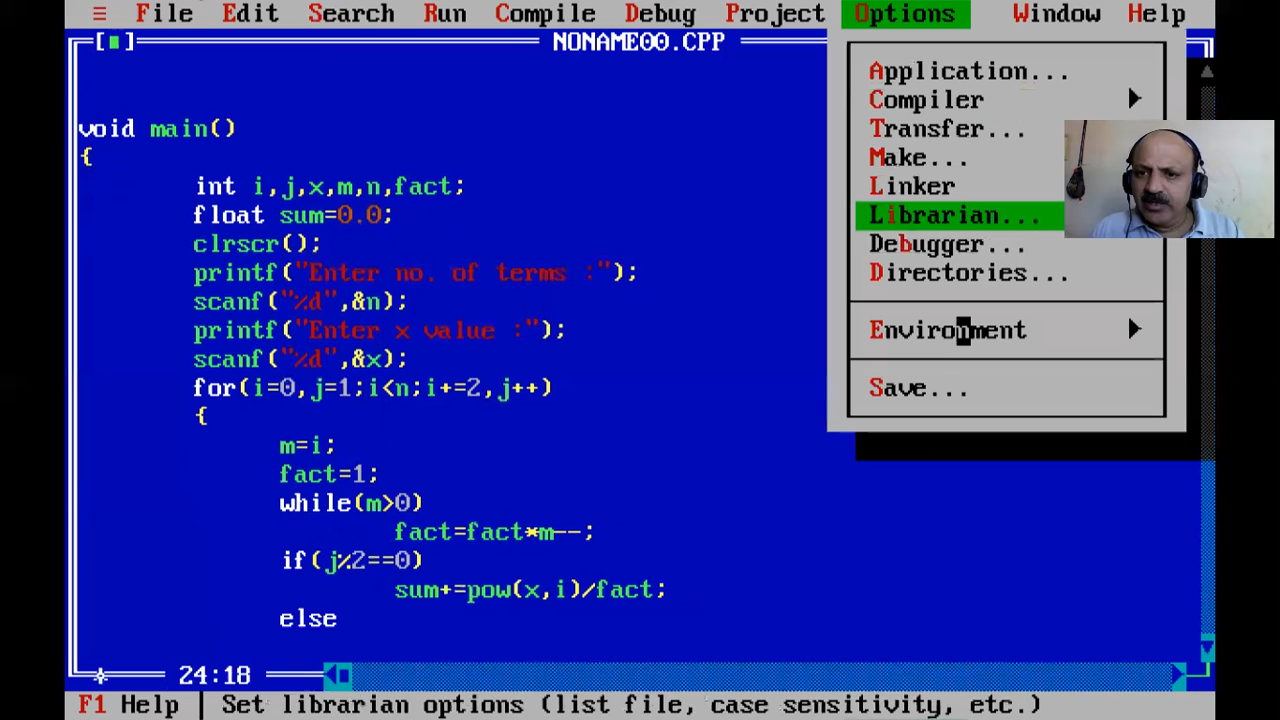 ≡ File Edit Search Run Compile Debug Project Options Window Help
[■] NONAME00.CPP
Application...
Compiler
Transfer...
Make...
Linker
Librarian...
Debugger...
Directories...
Environment
Save...
void main()
{
int i,j,x,m,n,fact;
float sum=0.0;
clrscr();
printf("Enter no. of terms :");
scanf("%d",&n);
printf("Enter x value :");
scanf("%d",&x);
for(i=0,j=1;i<n;i+=2,j++)
{
m=i;
fact=1;
while(m>0)
fact=fact*m--;
if(j%2==0)
sum+=pow(x,i)/fact;
else
24:18
F1 Help | Set librarian options (list file, case sensitivity, etc.)